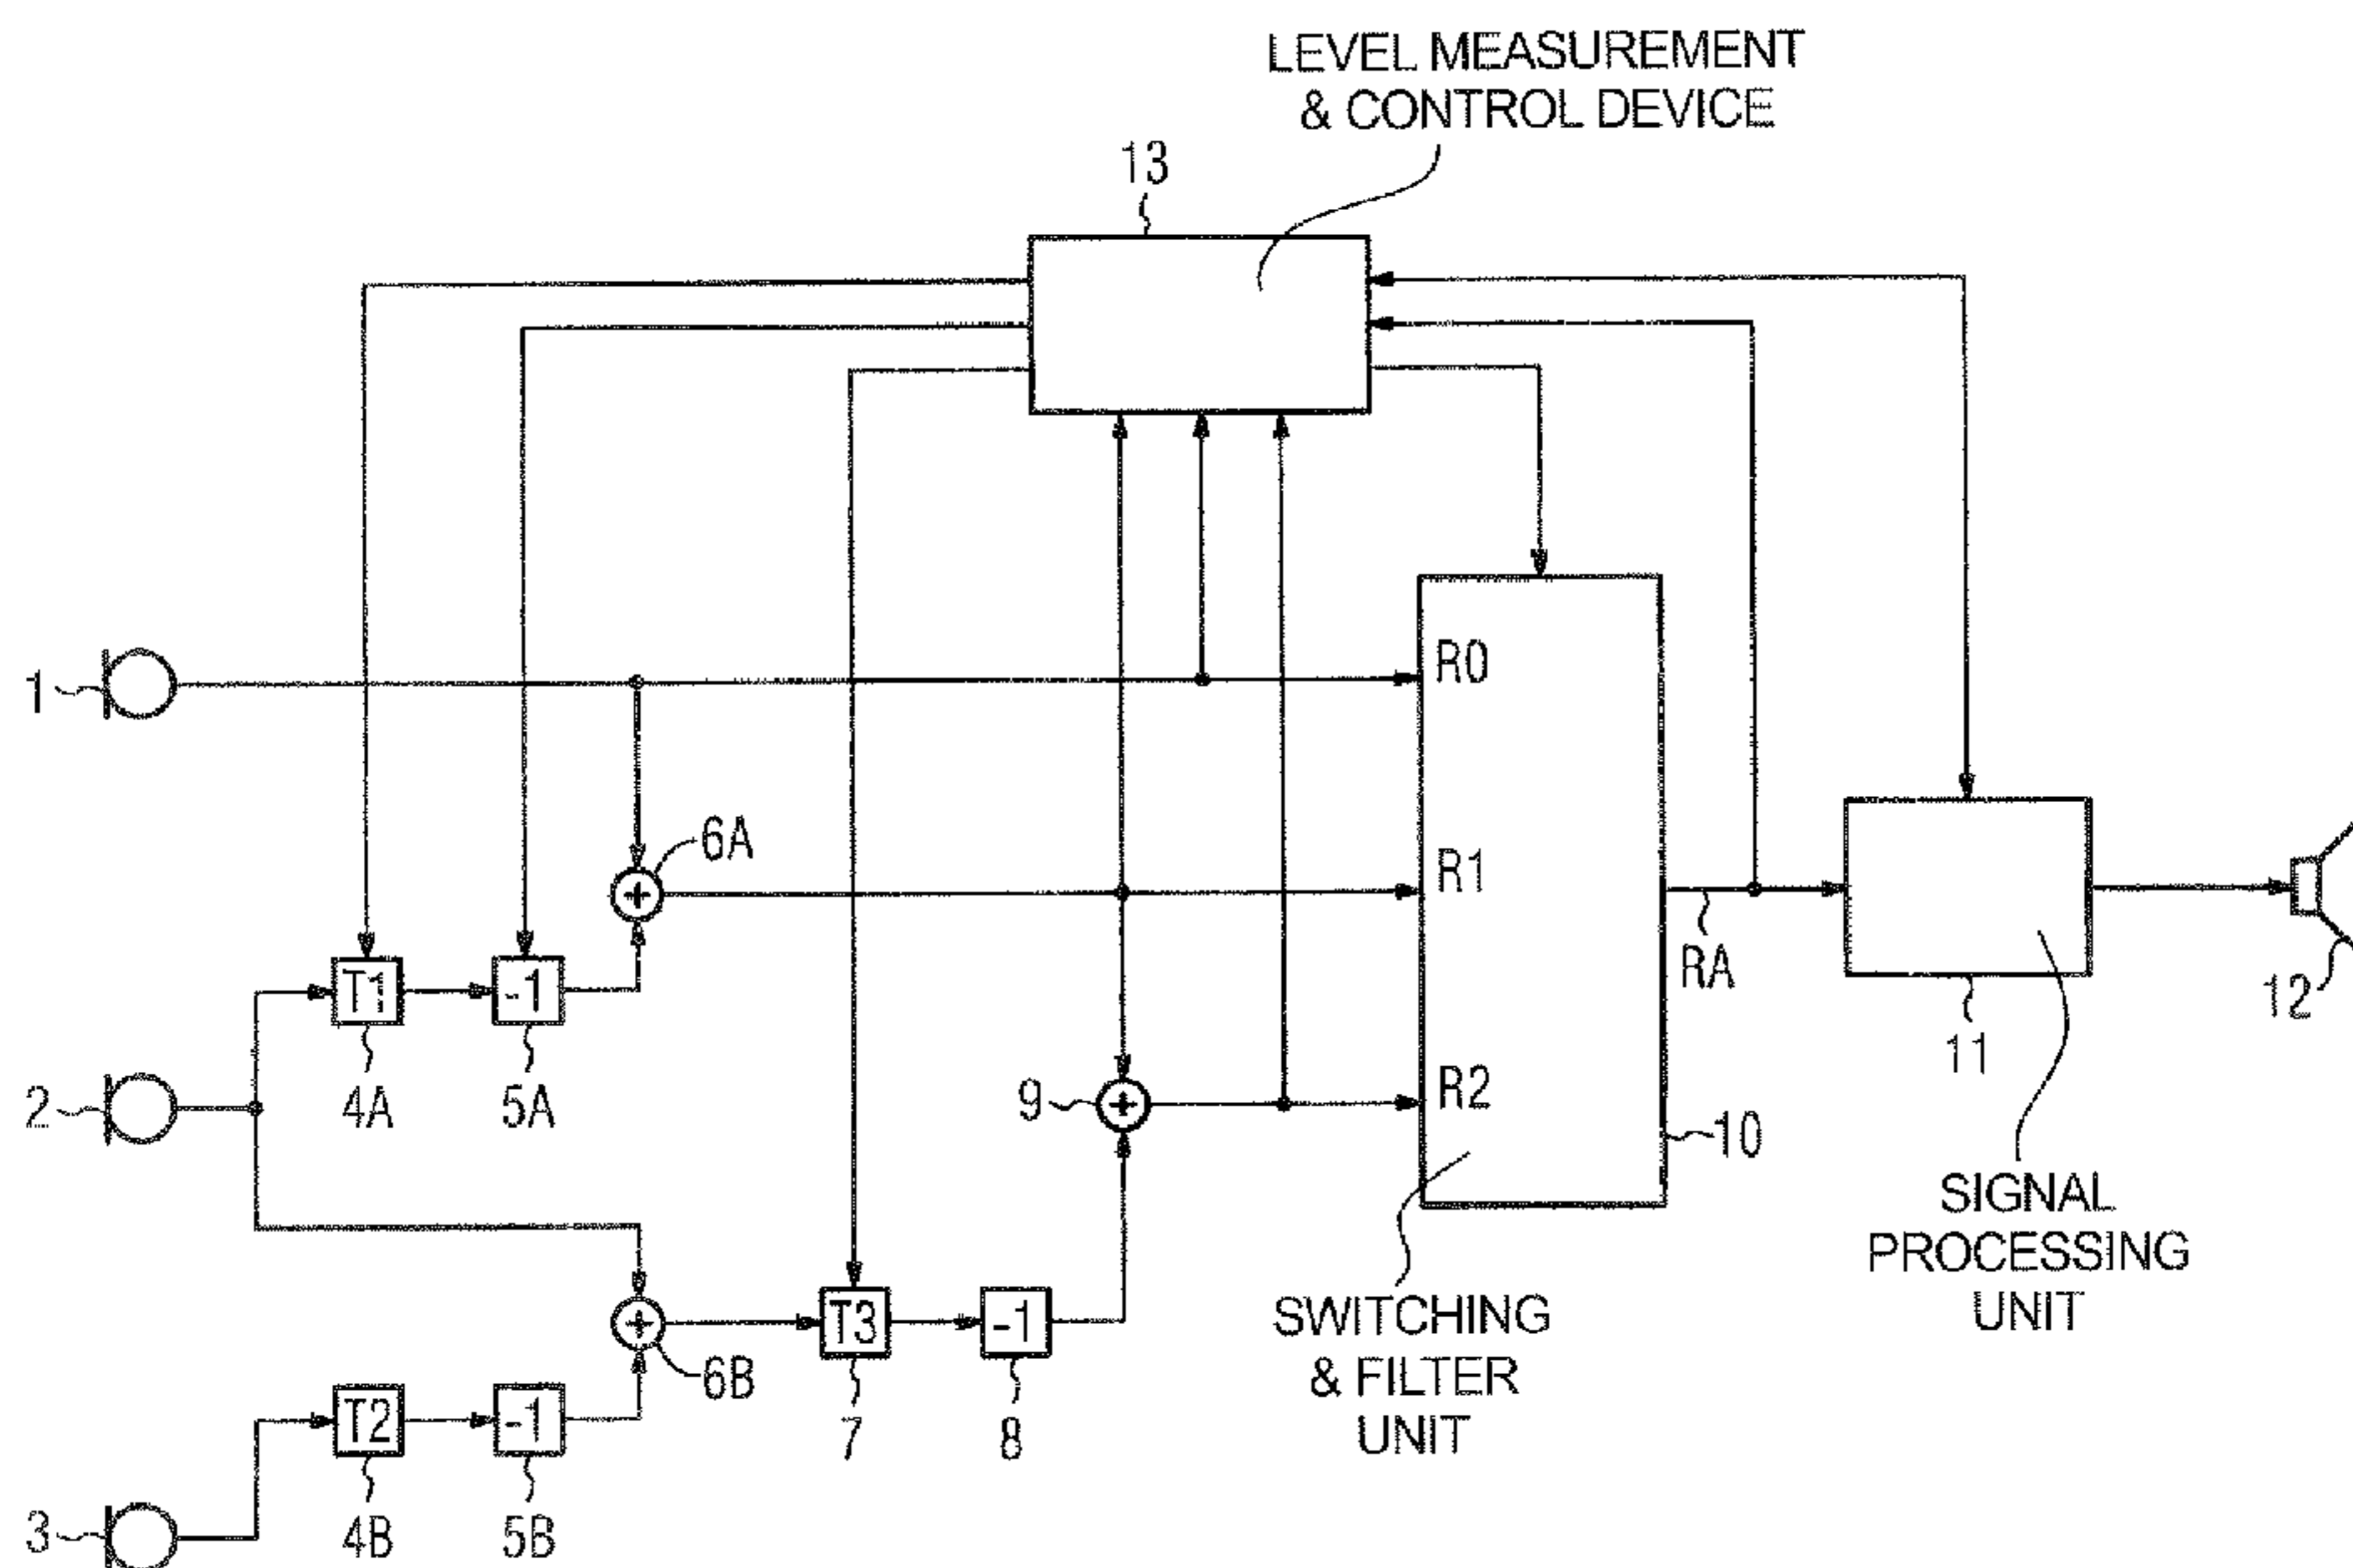 LEVEL MEASUREMENT
& CONTROL DEVICE
13
1
R0
6A
R1
T1
-1
RA
2
4A
5A
9
+
+
R2
10
11
12
SIGNAL
PROCESSING
UNIT
+
6B
T3
-1
SWITCHING
& FILTER
UNIT
T2
-1
7
8
3
4B
5B